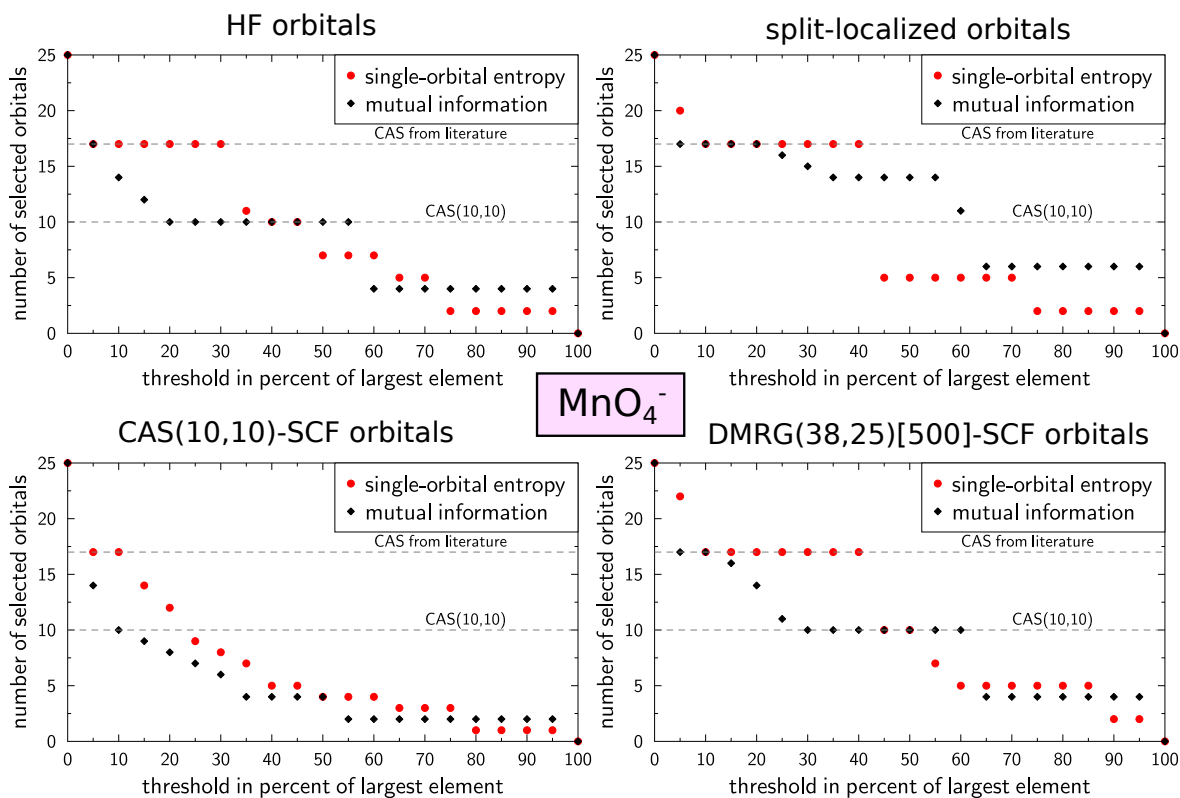 HF orbitals
25
20
15
10
5
0
number of selected orbitals
single-orbital entropy
mutual information
CAS from literature
CAS(10,10)
0 10 20 30 40 50 60 70 80 90 100
threshold in percent of largest element
split-localized orbitals
25
20
15
10
5
0
number of selected orbitals
single-orbital entropy
mutual information
CAS from literature
CAS(10,10)
0 10 20 30 40 50 60 70 80 90 100
threshold in percent of largest element
MnO₄⁻
CAS(10,10)-SCF orbitals
25
20
15
10
5
0
number of selected orbitals
single-orbital entropy
mutual information
CAS from literature
CAS(10,10)
0 10 20 30 40 50 60 70 80 90 100
threshold in percent of largest element
DMRG(38,25)[500]-SCF orbitals
25
20
15
10
5
0
number of selected orbitals
single-orbital entropy
mutual information
CAS from literature
CAS(10,10)
0 10 20 30 40 50 60 70 80 90 100
threshold in percent of largest element